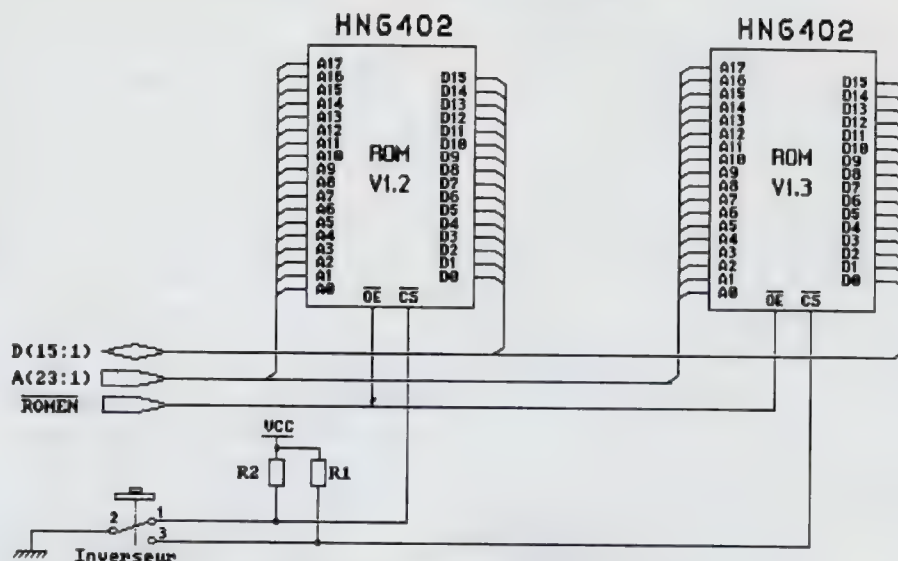 HN6402
A17
A16
A15
A14
A13
A12
A11
A10
A9
A8
A7
A6
A5
A4
A3
A2
A1
A0
ROM
V1.2
D15
D14
D13
D12
D11
D10
D9
D8
D7
D6
D5
D4
D3
D2
D1
D0
OE CS
HN6402
A17
A16
A15
A14
A13
A12
A11
A10
A9
A8
A7
A6
A5
A4
A3
A2
A1
A0
ROM
V1.3
D15
D14
D13
D12
D11
D10
D9
D8
D7
D6
D5
D4
D3
D2
D1
D0
OE CS
D(15:1)
A(23:1)
ROMEN
VCC
R2 R1
2 1
3
Inverseur